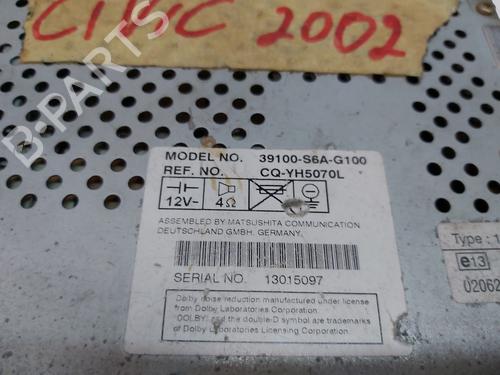 CIVIC 2002
B-PARTS
MODEL NO. 39100-S6A-G100
REF. NO. CQ-YH5070L
12V
4Ω
ASSEMBLED BY MATSUSHITA COMMUNICATION
DEUTSCHLAND GMBH. GERMANY.
SERIAL NO. 13015097
Dolby noise reduction manufactured under license
from Dolby Laboratories Corporation.
"DOLBY" and the double-D symbol are trademarks
of Dolby Laboratories Licensing Corporation.
Type : 1
e13
02062